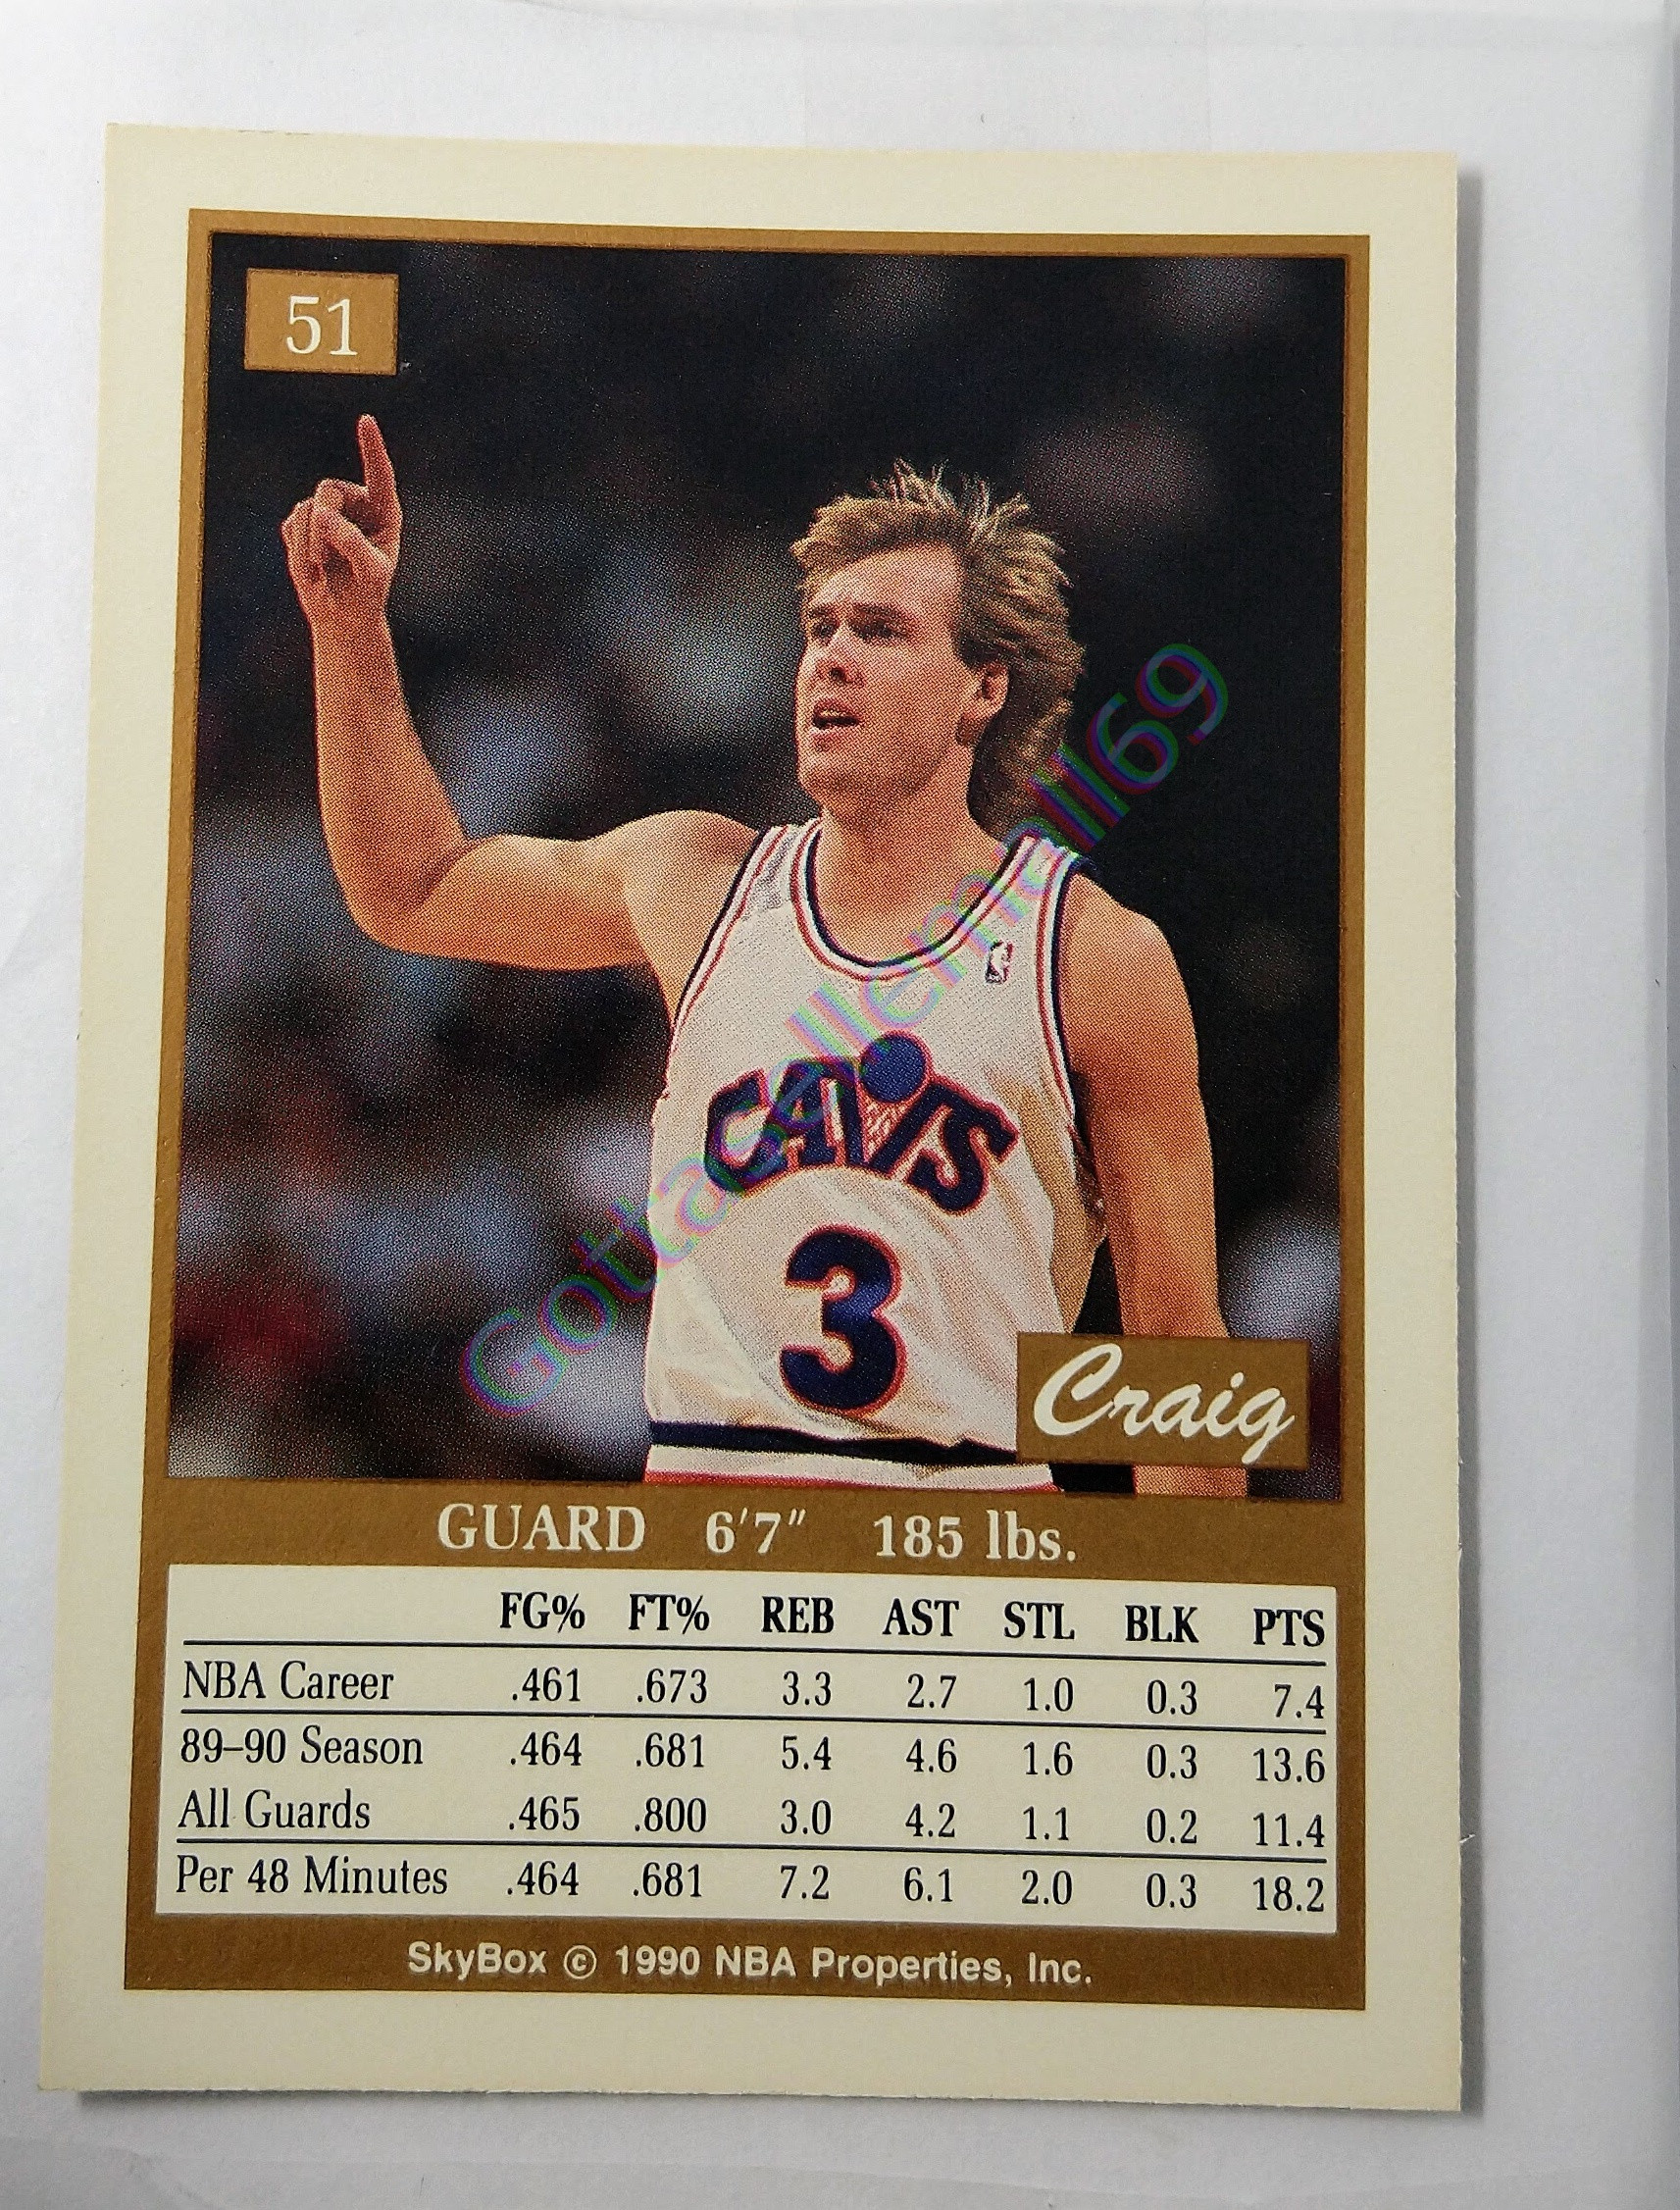 51
Gottasellemall69
CAVS
3
Craig
GUARD 6'7" 185 lbs.
FG% FT% REB AST STL BLK PTS
NBA Career .461 .673 3.3 2.7 1.0 0.3 7.4
89–90 Season .464 .681 5.4 4.6 1.6 0.3 13.6
All Guards .465 .800 3.0 4.2 1.1 0.2 11.4
Per 48 Minutes .464 .681 7.2 6.1 2.0 0.3 18.2
SkyBox © 1990 NBA Properties, Inc.